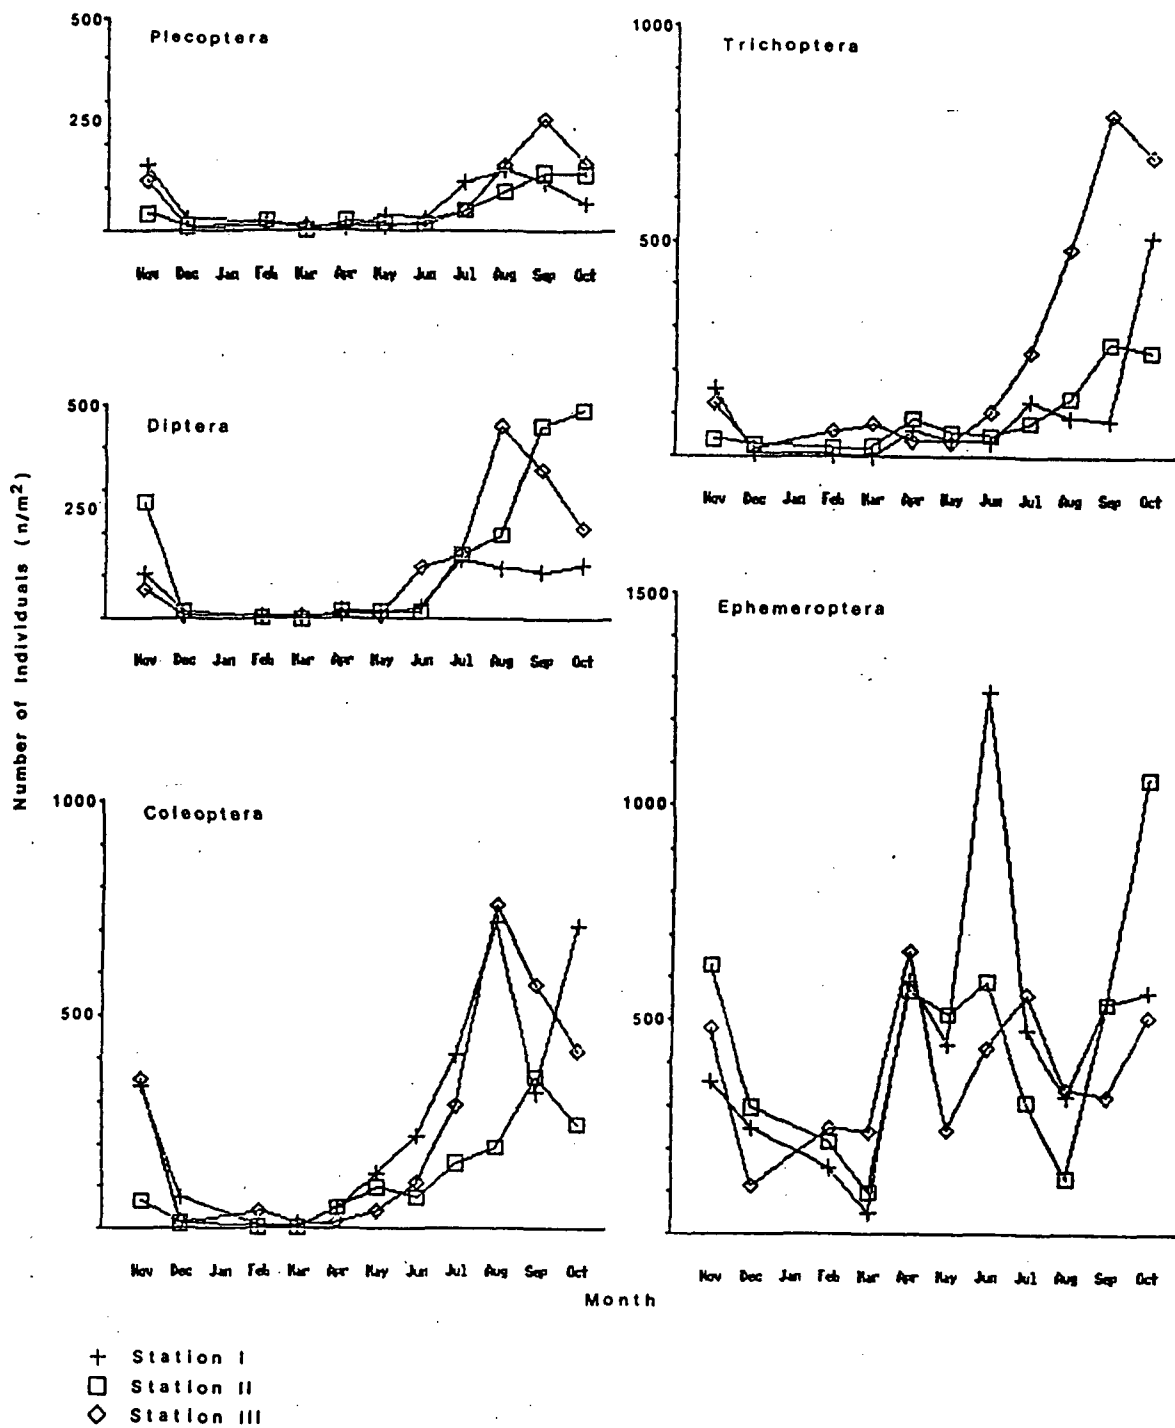 Number of Individuals (n/m²)
Plecoptera
500
250
Nov Dec Jan Feb Mar Apr May Jun Jul Aug Sep Oct
Diptera
500
250
Nov Dec Jan Feb Mar Apr May Jun Jul Aug Sep Oct
Coleoptera
1000
500
Nov Dec Jan Feb Mar Apr May Jun Jul Aug Sep Oct
Trichoptera
1000
500
Nov Dec Jan Feb Mar Apr May Jun Jul Aug Sep Oct
Ephemeroptera
1500
1000
500
Nov Dec Jan Feb Mar Apr May Jun Jul Aug Sep Oct
Month
Station I
Station II
Station III